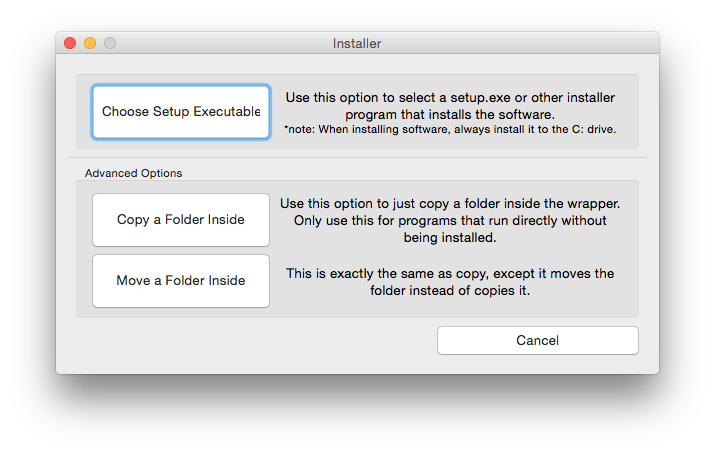 Installer
Choose Setup Executable
Use this option to select a setup.exe or other installer
program that installs the software.
*note: When installing software, always install it to the C: drive.
Advanced Options
Copy a Folder Inside
Use this option to just copy a folder inside the wrapper.
Only use this for programs that run directly without
being installed.
Move a Folder Inside
This is exactly the same as copy, except it moves the
folder instead of copies it.
Cancel